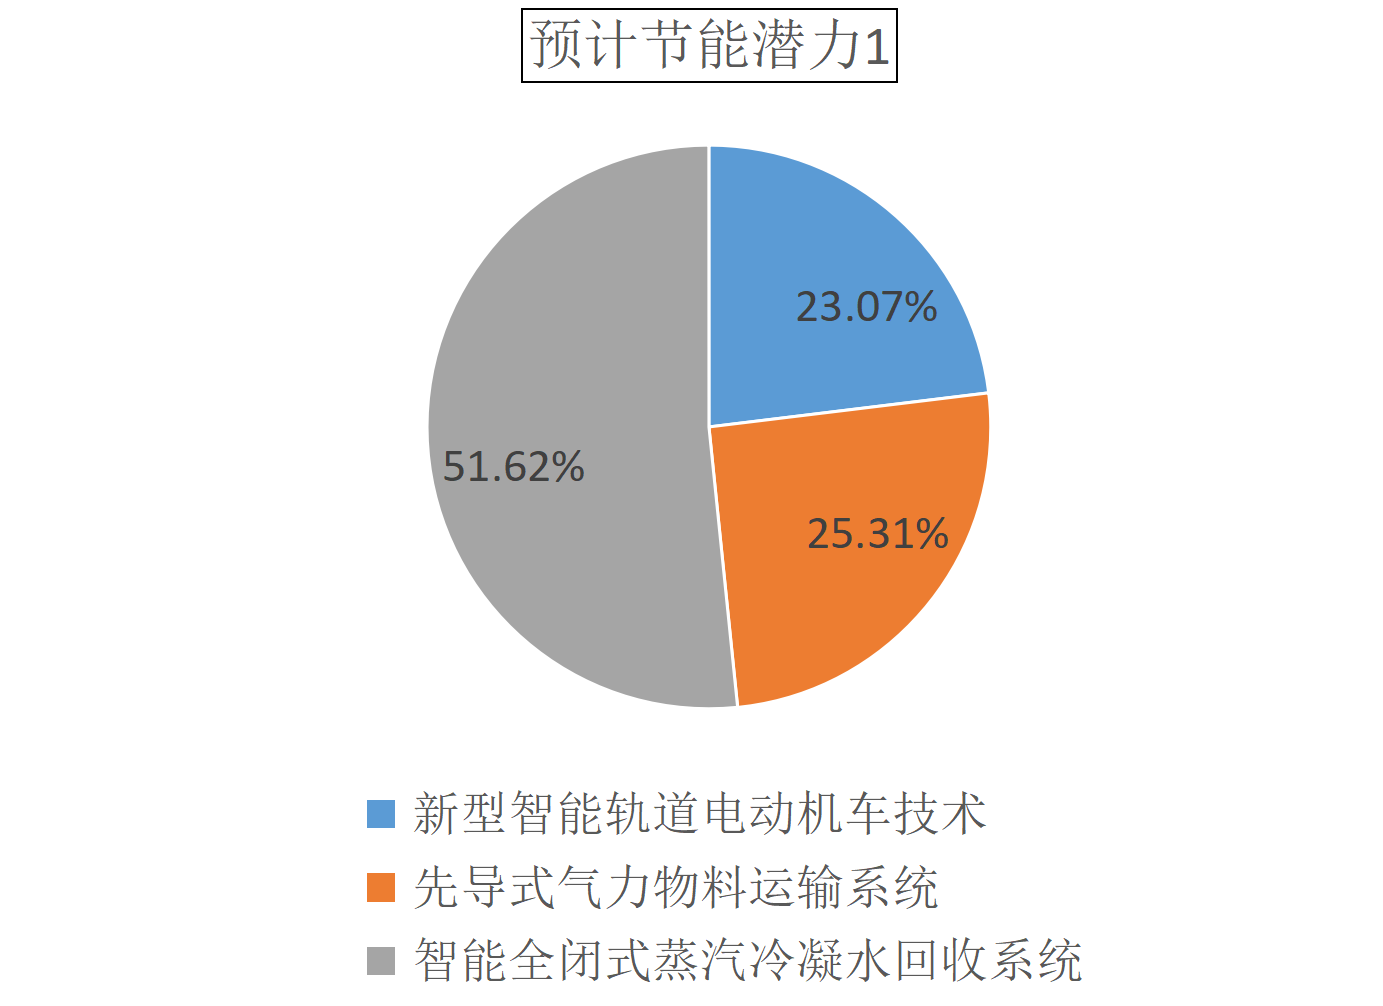 预计节能潜力1
23.07%
25.31%
51.62%
新型智能轨道电动机车技术
先导式气力物料运输系统
智能全闭式蒸汽冷凝水回收系统